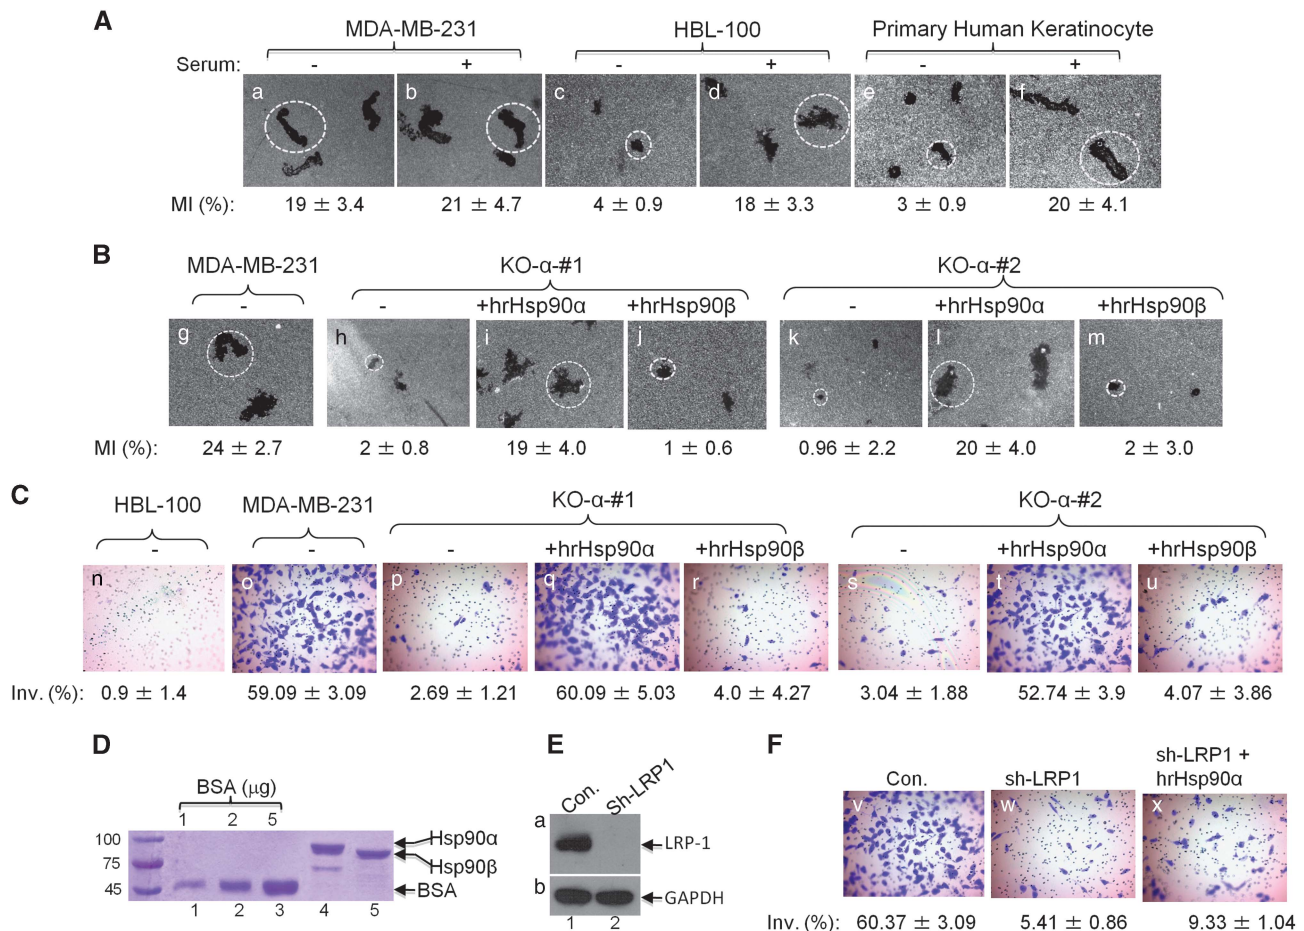 A
MDA-MB-231 HBL-100 Primary Human Keratinocyte
Serum: - + - + - +
a b c d e f
MI (%): 19 ± 3.4 21 ± 4.7 4 ± 0.9 18 ± 3.3 3 ± 0.9 20 ± 4.1
B
MDA-MB-231 KO-α-#1 KO-α-#2
- - +hrHsp90α +hrHsp90β - +hrHsp90α +hrHsp90β
g h i j k l m
MI (%): 24 ± 2.7 2 ± 0.8 19 ± 4.0 1 ± 0.6 0.96 ± 2.2 20 ± 4.0 2 ± 3.0
C
HBL-100 MDA-MB-231 KO-α-#1 KO-α-#2
- - - +hrHsp90α +hrHsp90β - +hrHsp90α +hrHsp90β
n o p q r s t u
Inv. (%): 0.9 ± 1.4 59.09 ± 3.09 2.69 ± 1.21 60.09 ± 5.03 4.0 ± 4.27 3.04 ± 1.88 52.74 ± 3.9 4.07 ± 3.86
D
BSA (μg)
1 2 5
100
75
45
Hsp90α
Hsp90β
BSA
1 2 3 4 5
E
Con. Sh-LRP1
a
LRP-1
b
GAPDH
1 2
F
Con. sh-LRP1 sh-LRP1 +
hrHsp90α
v w x
Inv. (%): 60.37 ± 3.09 5.41 ± 0.86 9.33 ± 1.04